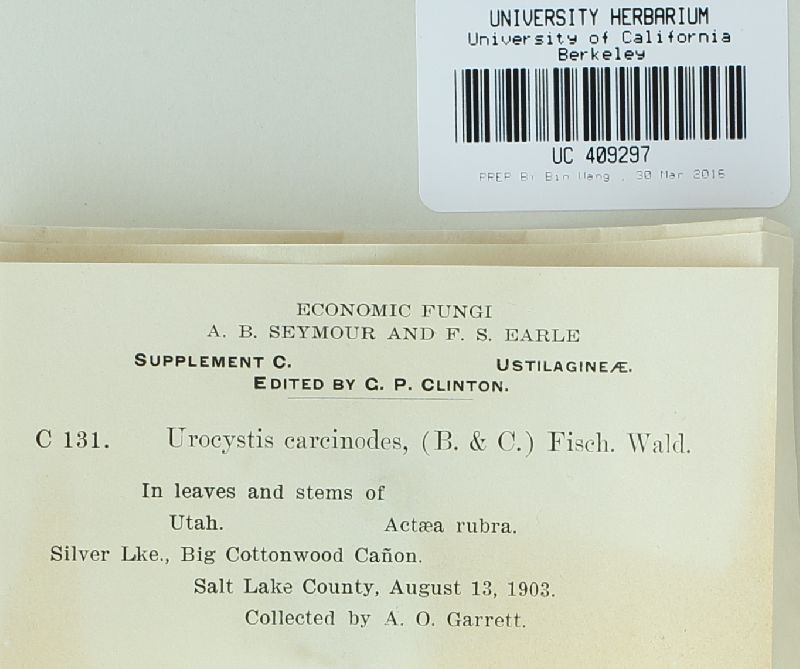 UNIVERSITY HERBARIUM
University of California
Berkeley
UC 409297
PREP By Bin Wang , 30 Mar 2016
ECONOMIC FUNGI
A. B. SEYMOUR AND F. S. EARLE
SUPPLEMENT C. USTILAGINEÆ.
EDITED BY G. P. CLINTON.
C 131. Urocystis carcinodes, (B. & C.) Fisch. Wald.
In leaves and stems of
Utah. Actæa rubra.
Silver Lke., Big Cottonwood Cañon.
Salt Lake County, August 13, 1903.
Collected by A. O. Garrett.